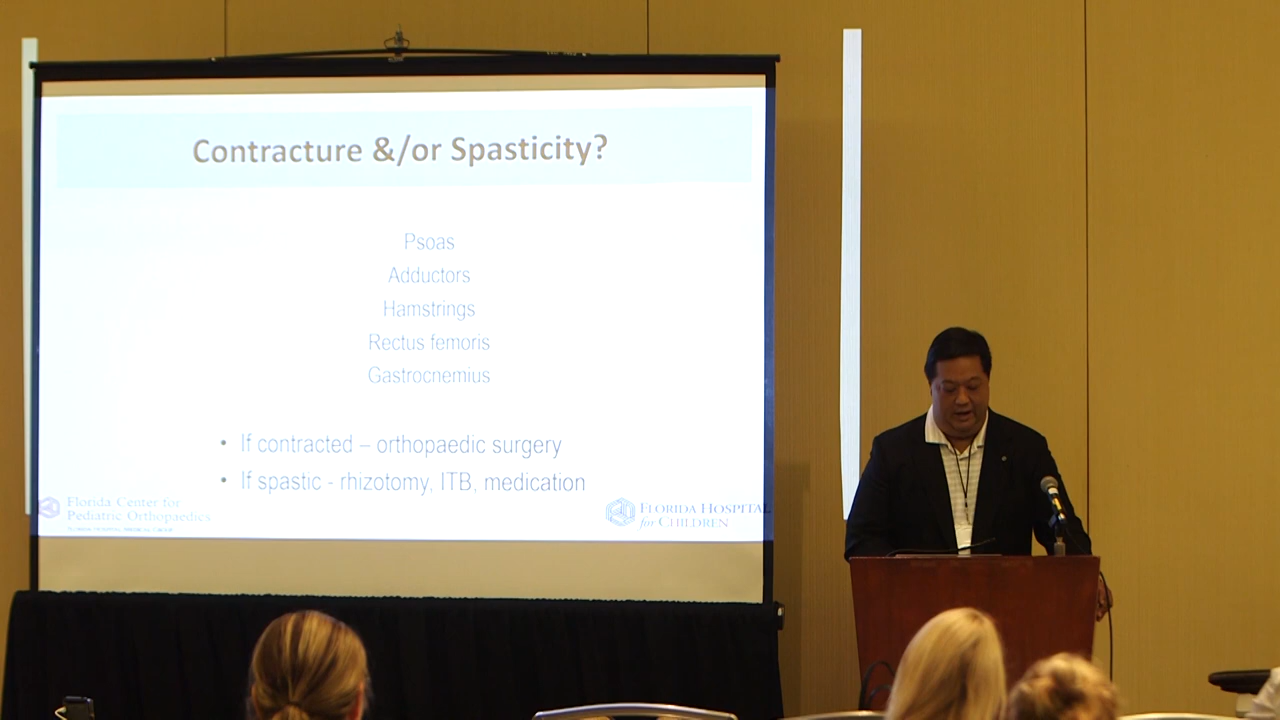 Contracture &/or Spasticity?
Psoas
Adductors
Hamstrings
Rectus femoris
Gastrocnemius
• If contracted – orthopaedic surgery
• If spastic - rhizotomy, ITB, medication
Florida Center for
Pediatric Orthopaedics
FLORIDA HOSPITAL
for CHILDREN